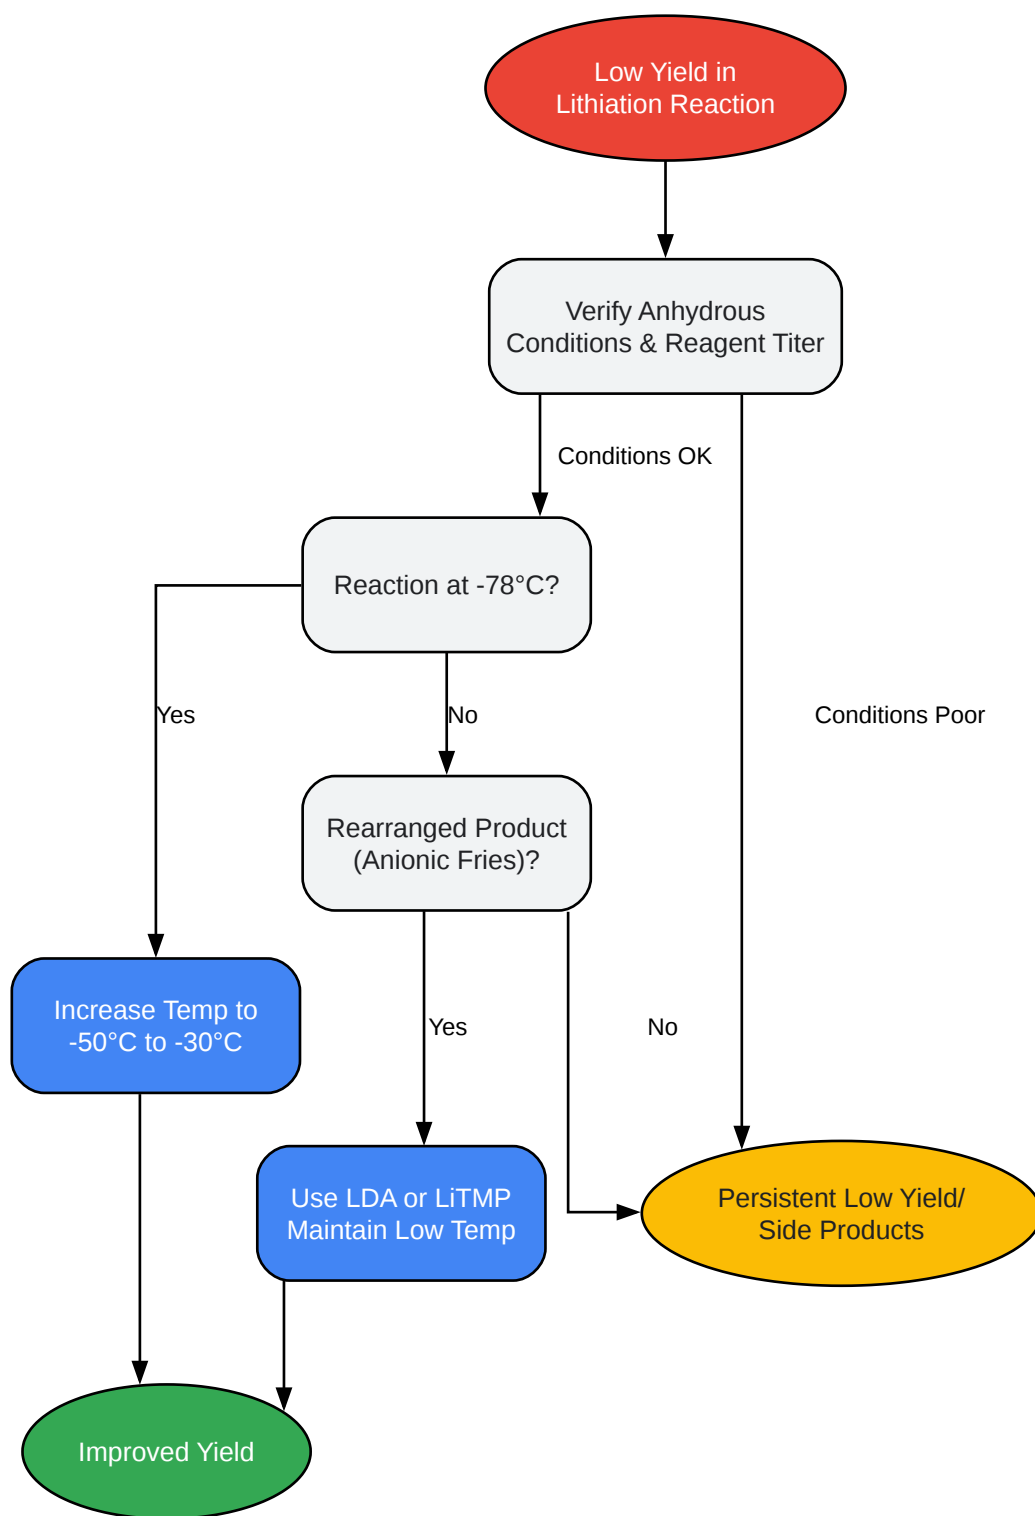 Low Yield in
Lithiation Reaction
Verify Anhydrous
Conditions & Reagent Titer
Conditions OK
Reaction at -78°C?
Yes
No
Conditions Poor
Rearranged Product
(Anionic Fries)?
Increase Temp to
-50°C to -30°C
Yes
No
Use LDA or LiTMP
Maintain Low Temp
Persistent Low Yield/
Side Products
Improved Yield